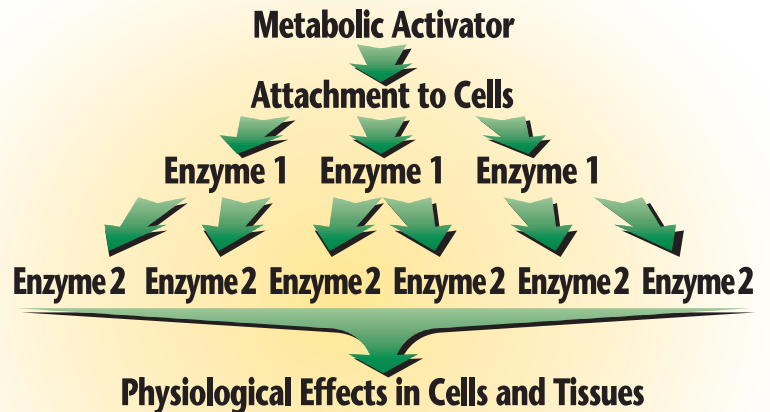 Metabolic Activator
Attachment to Cells
Enzyme 1 Enzyme 1 Enzyme 1
Enzyme 2 Enzyme 2 Enzyme 2 Enzyme 2 Enzyme 2 Enzyme 2
Physiological Effects in Cells and Tissues